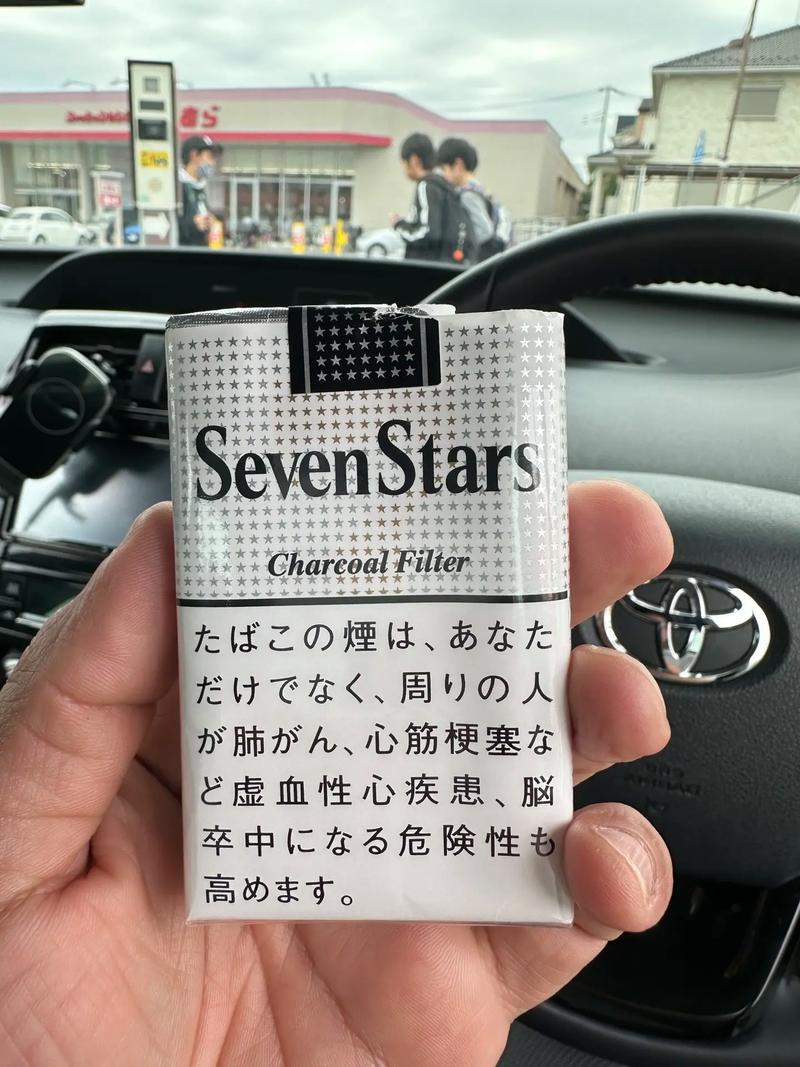 Seven Stars
Charcoal Filter
たばこの煙は、あなた
だけでなく、周りの人
が肺がん、心筋梗塞な
ど虚血性心疾患、脳
卒中になる危険性も
高めます。